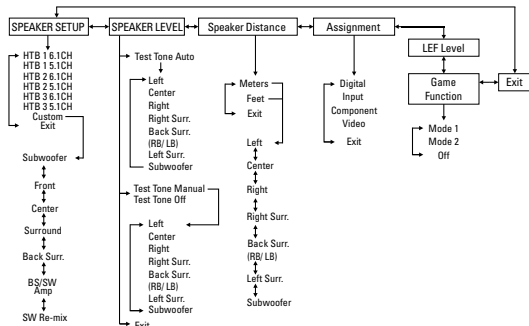 SPEAKER SETUP
HTB 1 6.1CH
HTB 1 5.1CH
HTB 2 6.1CH
HTB 2 5.1CH
HTB 3 6.1CH
HTB 3 5.1CH
Custom
Exit
Subwoofer
Front
Center
Surround
Back Surr.
BS/SW
Amp
SW Re-mix
SPEAKER LEVEL
Test Tone Auto
Left
Center
Right
Right Surr.
Back Surr.
(RB/ LB)
Left Surr.
Subwoofer
Test Tone Manual
Test Tone Off
Left
Center
Right
Right Surr.
Back Surr.
(RB/ LB)
Left Surr.
Subwoofer
Exit
Speaker Distance
Meters
Feet
Exit
Left
Center
Right
Right Surr.
Back Surr.
(RB/ LB)
Left Surr.
Subwoofer
Assignment
Digital
Input
Component
Video
Exit
LEF Level
Game
Function
Mode 1
Mode 2
Off
Exit